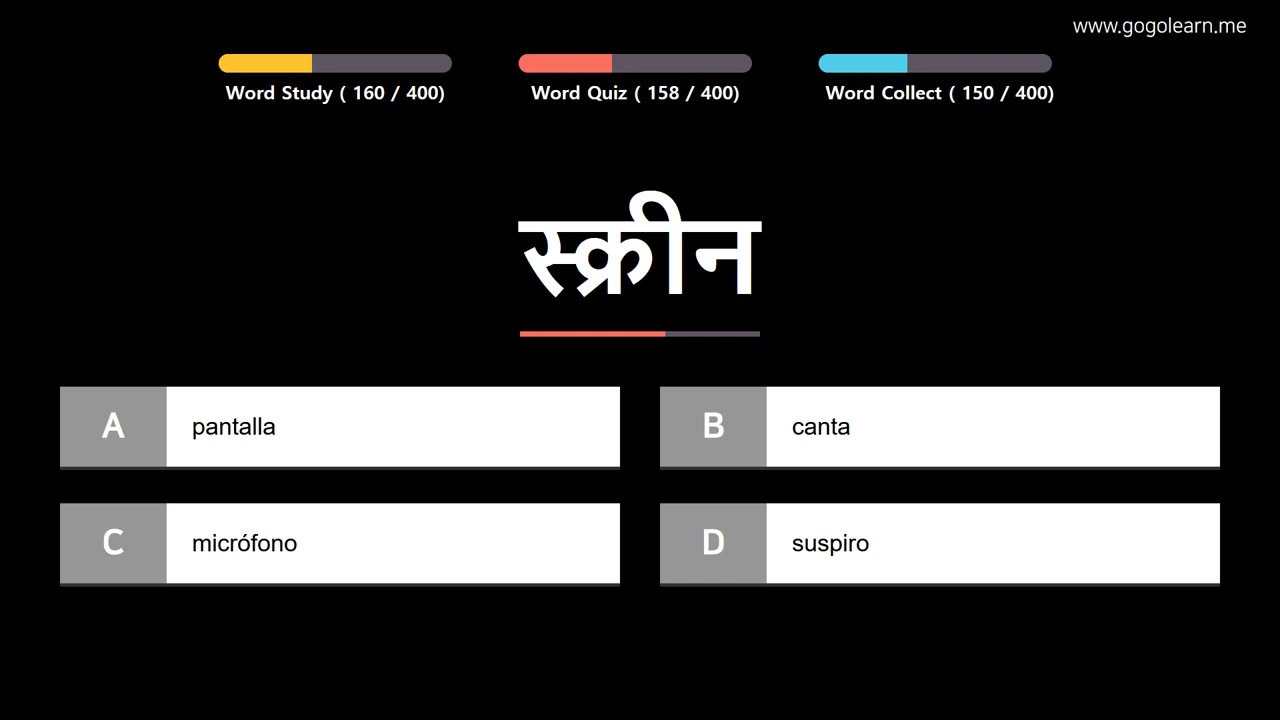 www.gogolearn.me
Word Study ( 160 / 400)
Word Quiz ( 158 / 400)
Word Collect ( 150 / 400)
स्क्रीन
A pantalla
B canta
C micrófono
D suspiro